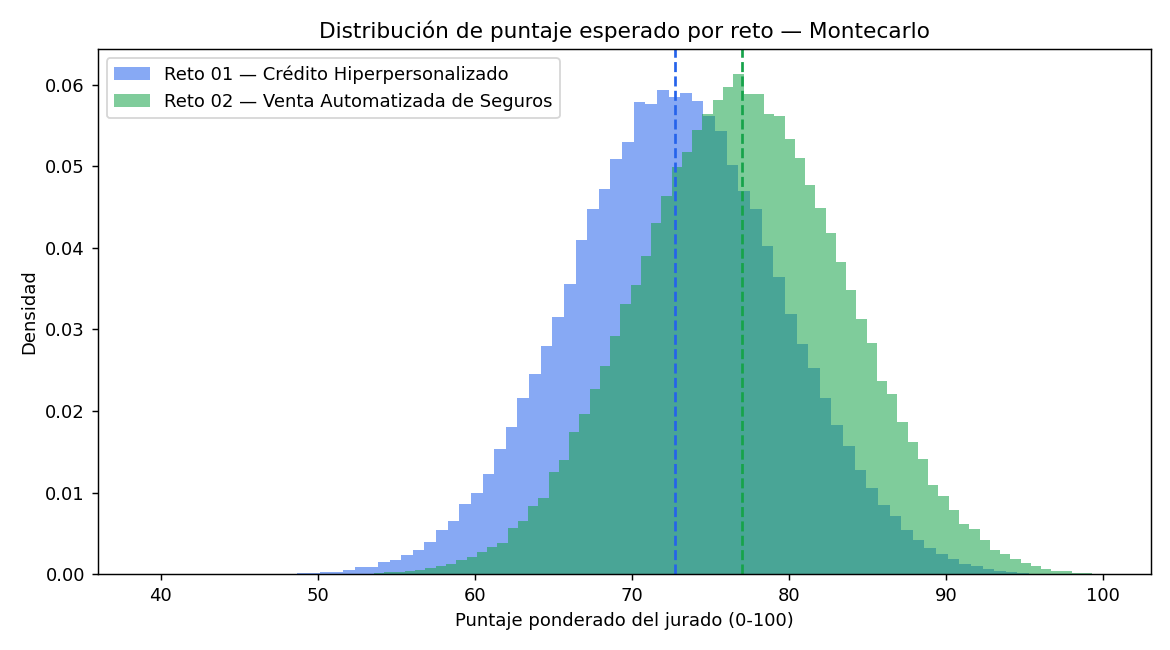 Distribución de puntaje esperado por reto — Montecarlo
Reto 01 — Crédito Hiperpersonalizado
Reto 02 — Venta Automatizada de Seguros
Densidad
0.06
0.05
0.04
0.03
0.02
0.01
0.00
40 50 60 70 80 90 100
Puntaje ponderado del jurado (0-100)